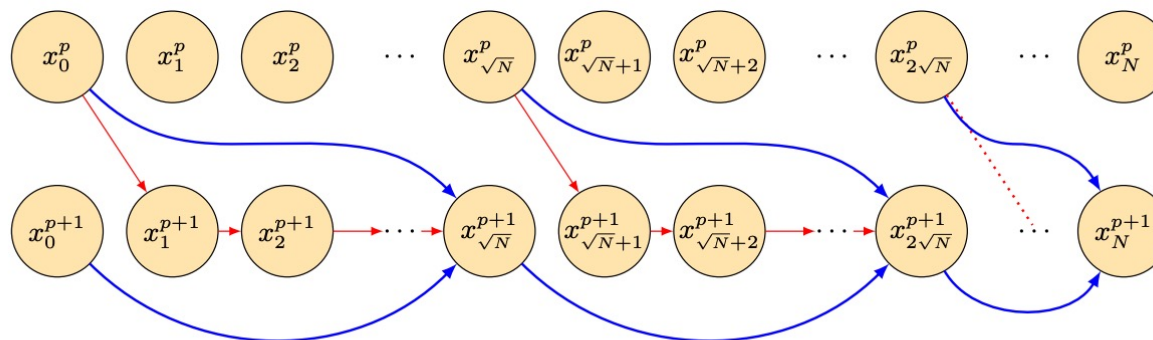 $x_0^p$ $x_1^p$ $x_2^p$ ⋯ $x_{\sqrt{N}}^p$ $x_{\sqrt{N}+1}^p$ $x_{\sqrt{N}+2}^p$ ⋯ $x_{2\sqrt{N}}^p$ ⋯ $x_N^p$
$x_0^{p+1}$ $x_1^{p+1}$ $x_2^{p+1}$ ⋯ $x_{\sqrt{N}}^{p+1}$ $x_{\sqrt{N}+1}^{p+1}$ $x_{\sqrt{N}+2}^{p+1}$ ⋯ $x_{2\sqrt{N}}^{p+1}$ ⋯ $x_N^{p+1}$